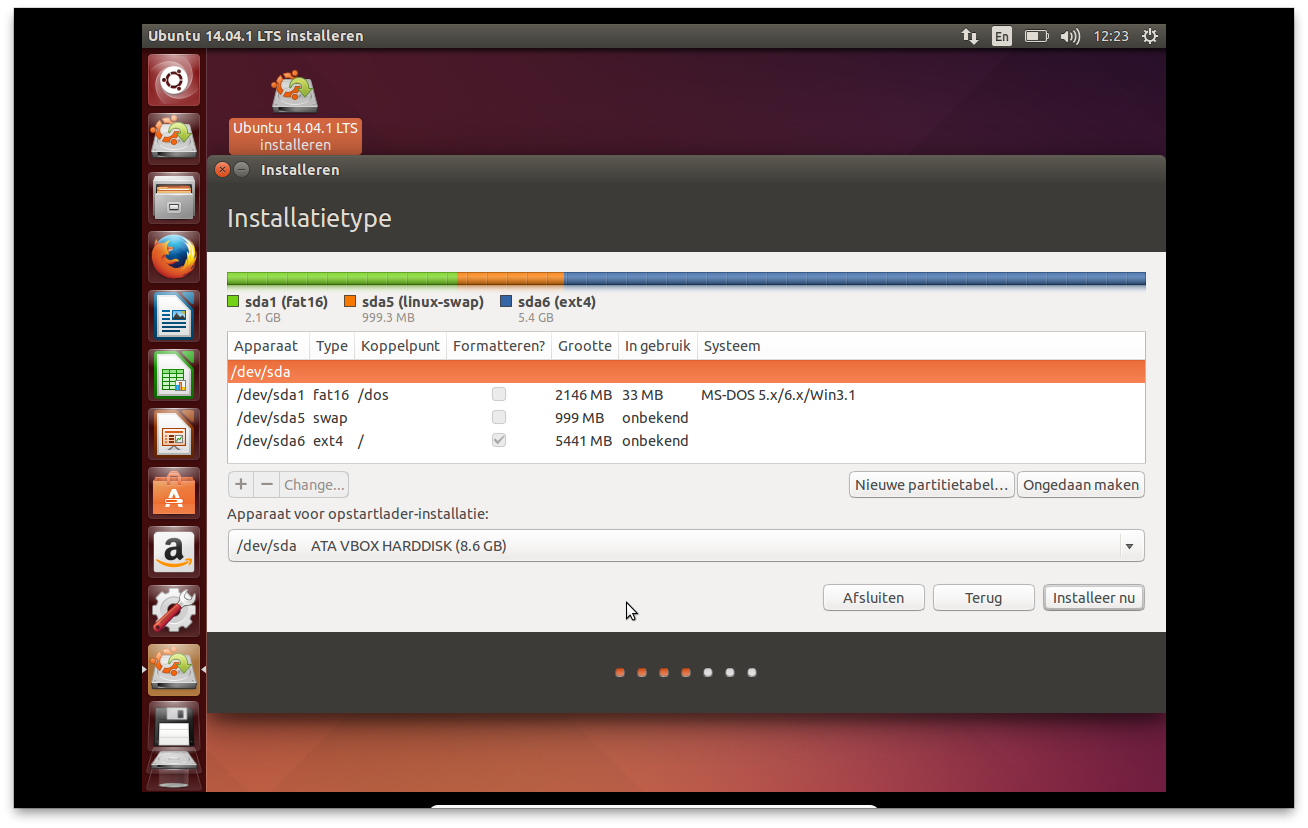 Ubuntu 14.04.1 LTS installeren
En
12:23
Ubuntu 14.04.1 LTS
installeren
Installeren
Installatietype
sda1 (fat16) sda5 (linux-swap) sda6 (ext4)
2.1 GB 999.3 MB 5.4 GB
Apparaat Type Koppelpunt Formatteren? Grootte In gebruik Systeem
/dev/sda
/dev/sda1 fat16 /dos 2146 MB 33 MB MS-DOS 5.x/6.x/Win3.1
/dev/sda5 swap 999 MB onbekend
/dev/sda6 ext4 / 5441 MB onbekend
+ − Change... Nieuwe partitietabel... Ongedaan maken
Apparaat voor opstartlader-installatie:
/dev/sda ATA VBOX HARDDISK (8.6 GB)
Afsluiten Terug Installeer nu